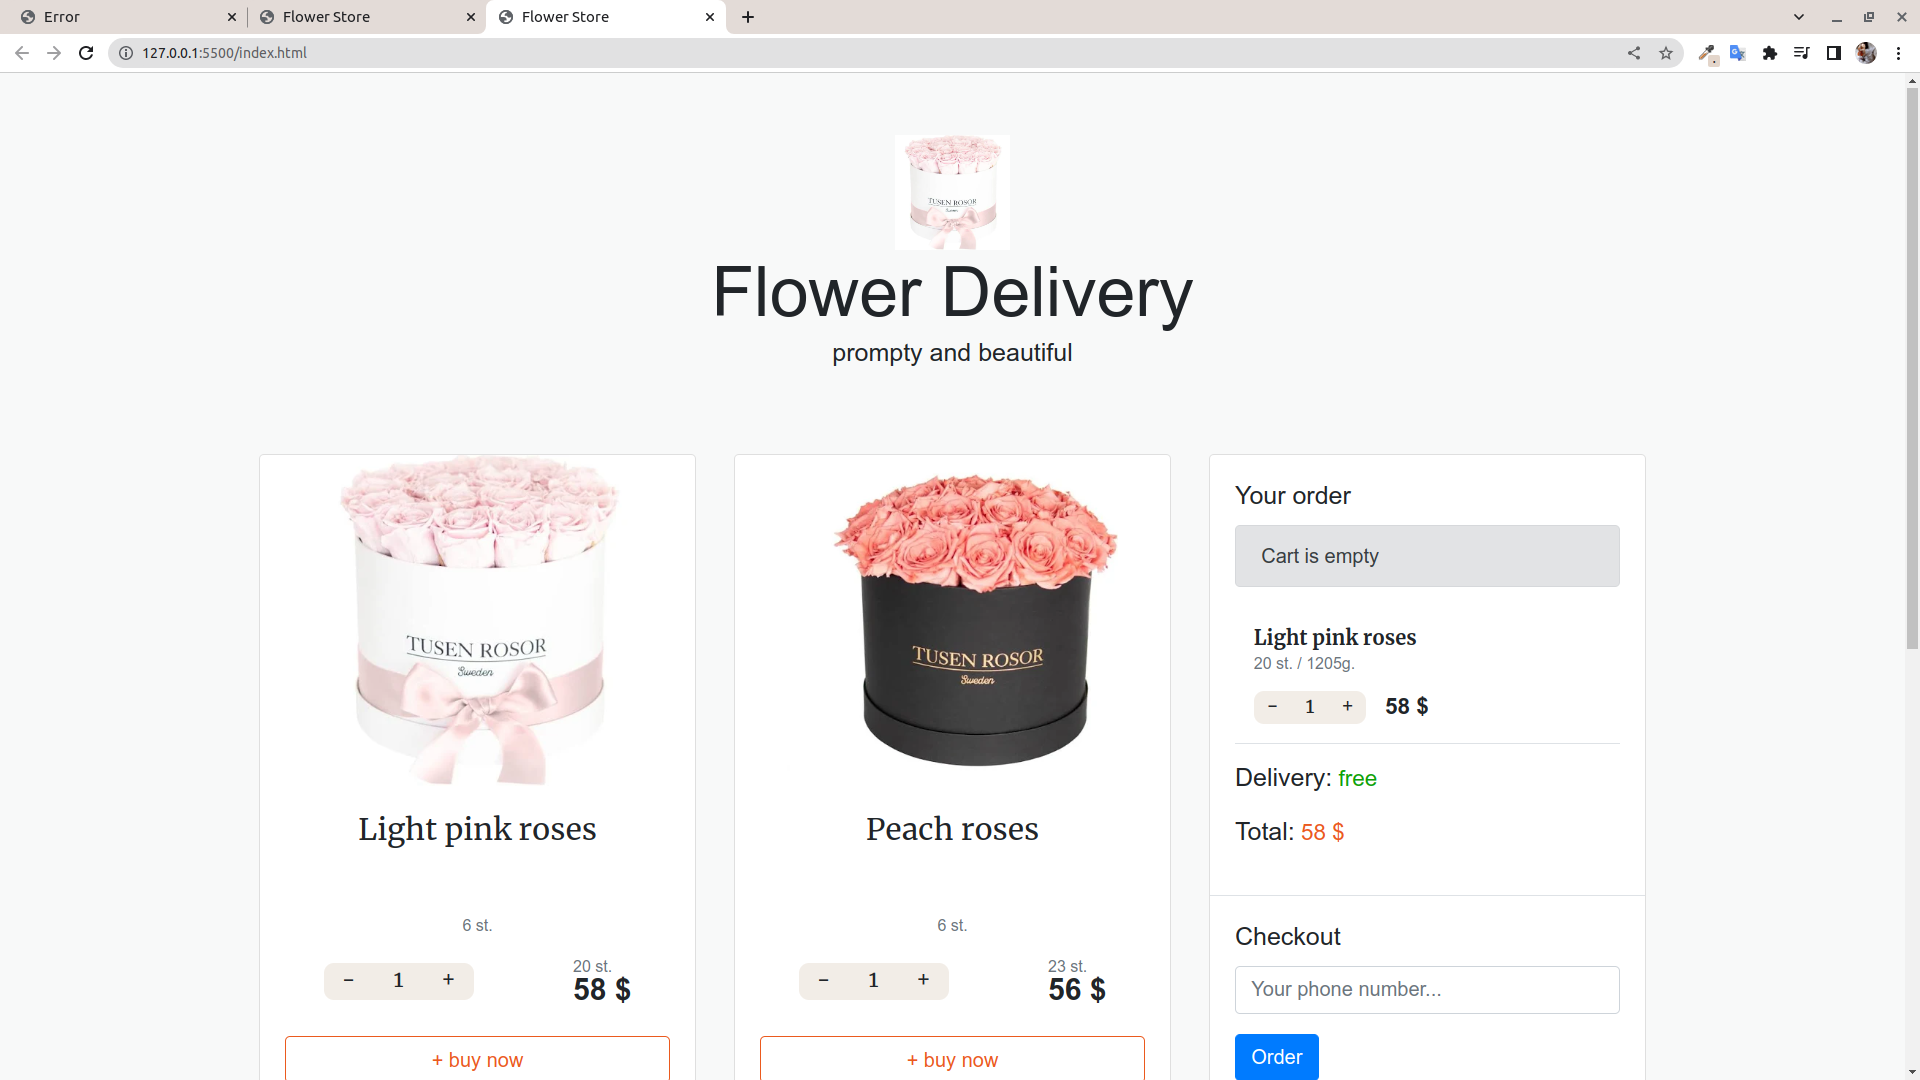 Error
Flower Store
Flower Store
127.0.0.1:5500/index.html
TUSEN ROSOR
Flower Delivery
prompty and beautiful
TUSEN ROSOR
Sweden
Light pink roses
6 st.
- 1 +
20 st.
58 $
+ buy now
TUSEN ROSOR
Sweden
Peach roses
6 st.
- 1 +
23 st.
56 $
+ buy now
Your order
Cart is empty
Light pink roses
20 st. / 1205g.
- 1 + 58 $
Delivery: free
Total: 58 $
Checkout
Your phone number...
Order